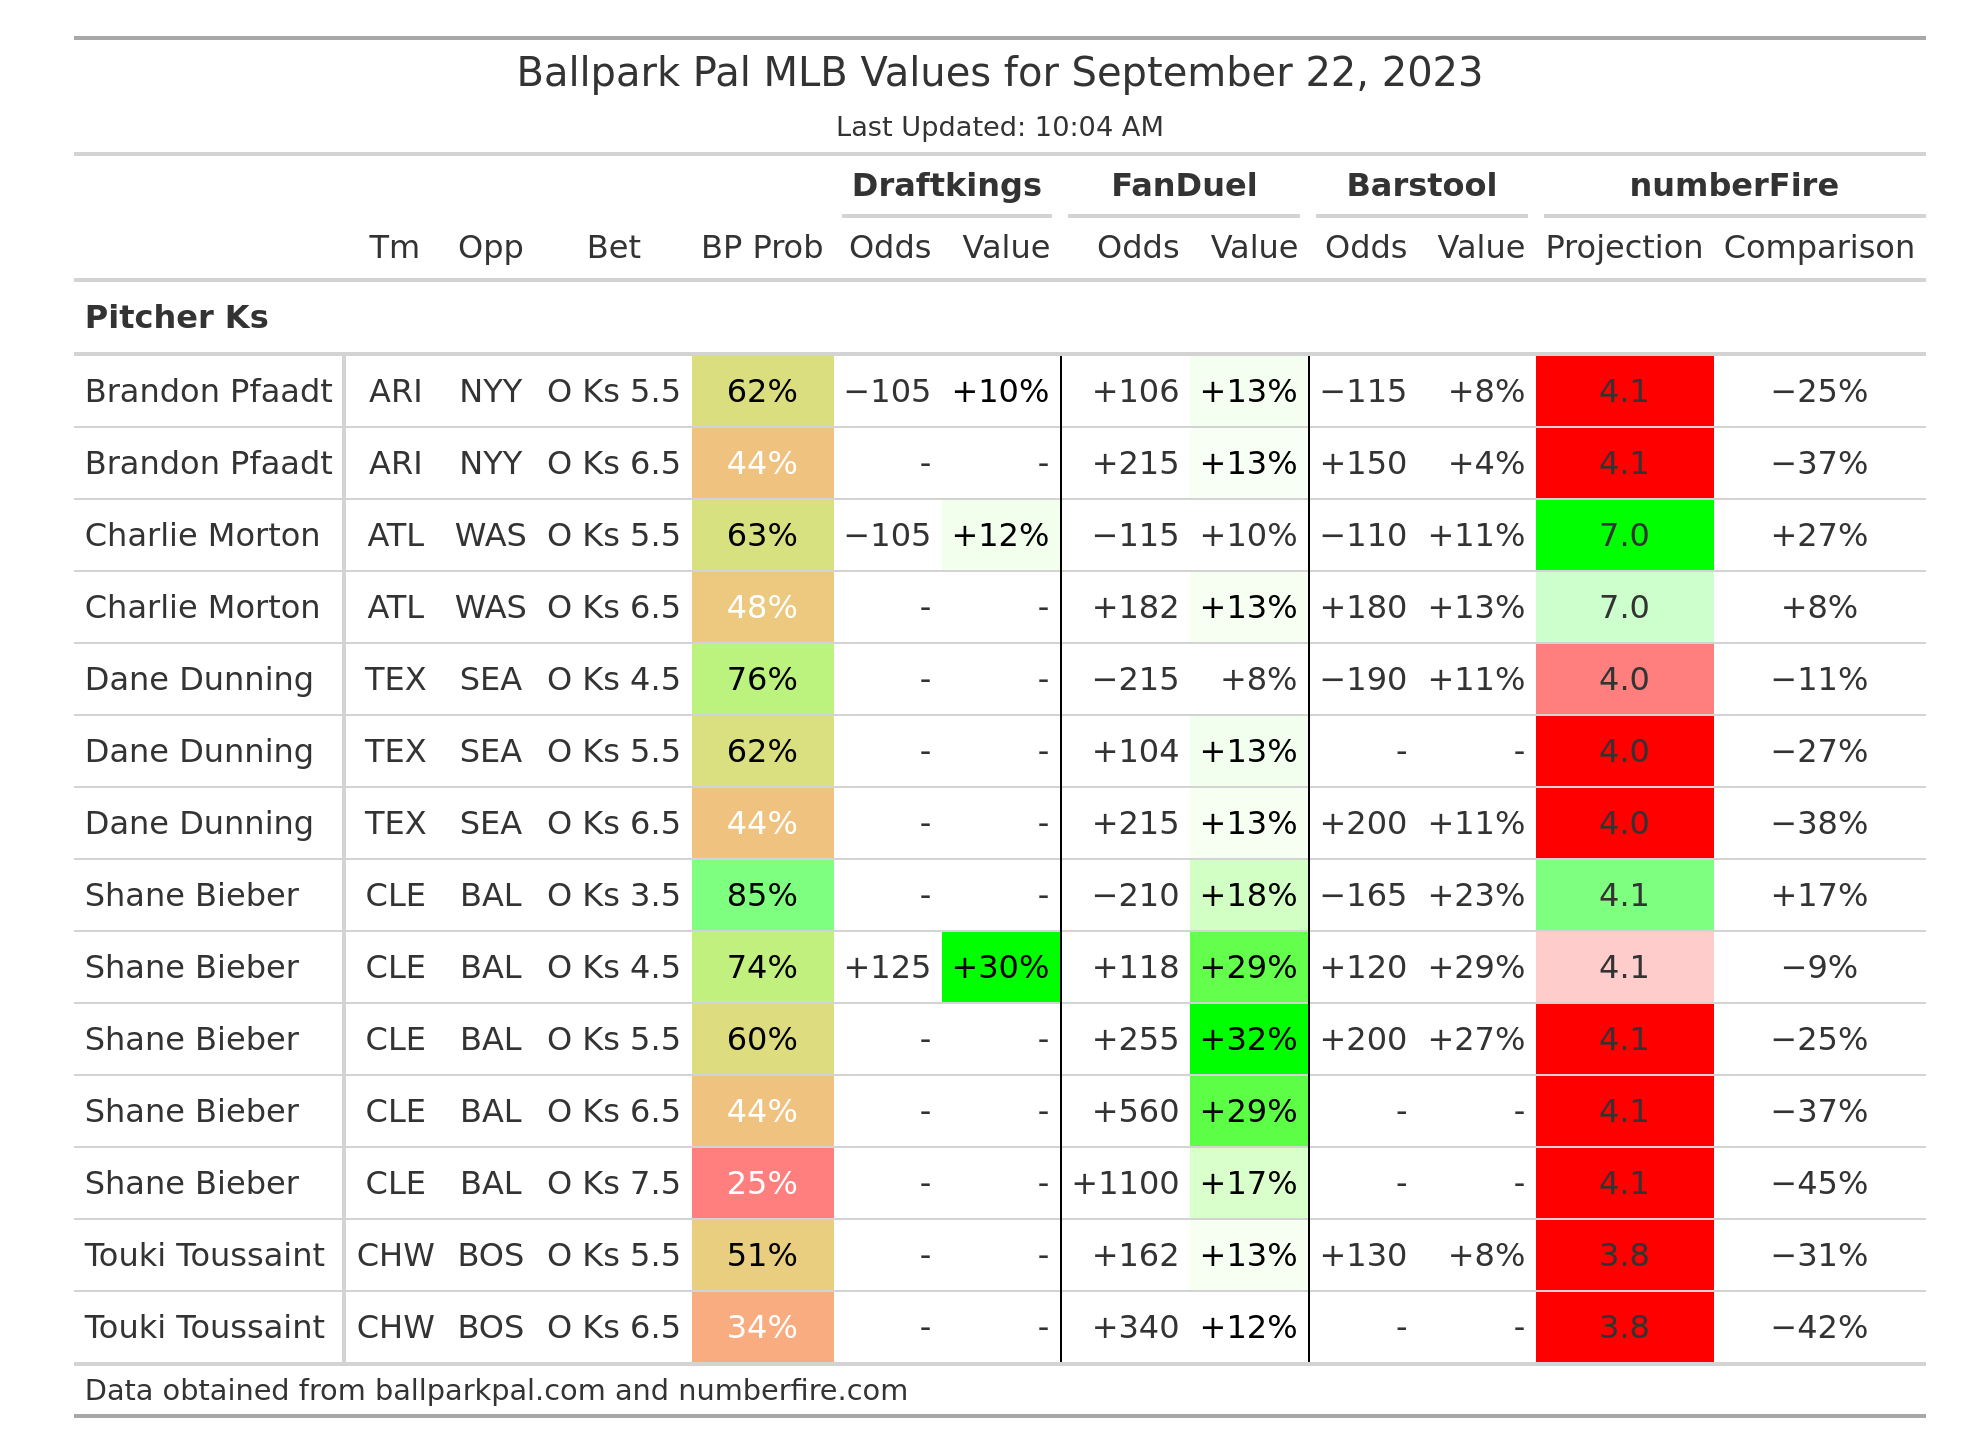 Ballpark Pal MLB Values for September 22, 2023
Last Updated: 10:04 AM
Draftkings FanDuel Barstool numberFire
Tm Opp Bet BP Prob Odds Value Odds Value Odds Value Projection Comparison
Pitcher Ks
Brandon Pfaadt ARI NYY O Ks 5.5 62% −105 +10% +106 +13% −115 +8% 4.1 −25%
Brandon Pfaadt ARI NYY O Ks 6.5 44% - - +215 +13% +150 +4% 4.1 −37%
Charlie Morton ATL WAS O Ks 5.5 63% −105 +12% −115 +10% −110 +11% 7.0 +27%
Charlie Morton ATL WAS O Ks 6.5 48% - - +182 +13% +180 +13% 7.0 +8%
Dane Dunning TEX SEA O Ks 4.5 76% - - −215 +8% −190 +11% 4.0 −11%
Dane Dunning TEX SEA O Ks 5.5 62% - - +104 +13% - - 4.0 −27%
Dane Dunning TEX SEA O Ks 6.5 44% - - +215 +13% +200 +11% 4.0 −38%
Shane Bieber CLE BAL O Ks 3.5 85% - - −210 +18% −165 +23% 4.1 +17%
Shane Bieber CLE BAL O Ks 4.5 74% +125 +30% +118 +29% +120 +29% 4.1 −9%
Shane Bieber CLE BAL O Ks 5.5 60% - - +255 +32% +200 +27% 4.1 −25%
Shane Bieber CLE BAL O Ks 6.5 44% - - +560 +29% - - 4.1 −37%
Shane Bieber CLE BAL O Ks 7.5 25% - - +1100 +17% - - 4.1 −45%
Touki Toussaint CHW BOS O Ks 5.5 51% - - +162 +13% +130 +8% 3.8 −31%
Touki Toussaint CHW BOS O Ks 6.5 34% - - +340 +12% - - 3.8 −42%
Data obtained from ballparkpal.com and numberfire.com